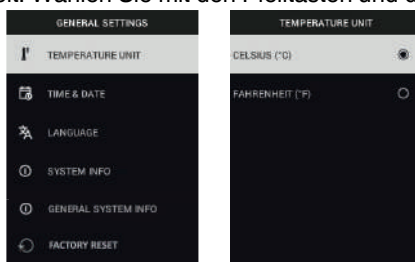 Wählen Sie mit den Pfeiltasten und
GENERAL SETTINGS
TEMPERATURE UNIT
TIME & DATE
LANGUAGE
SYSTEM INFO
GENERAL SYSTEM INFO
FACTORY RESET
TEMPERATURE UNIT
CELSIUS (°C)
FAHRENHEIT (°F)